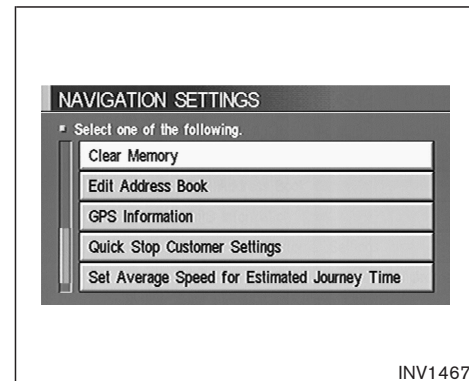 NAVIGATION SETTINGS
Select one of the following.
Clear Memory
Edit Address Book
GPS Information
Quick Stop Customer Settings
Set Average Speed for Estimated Journey Time
INV1467